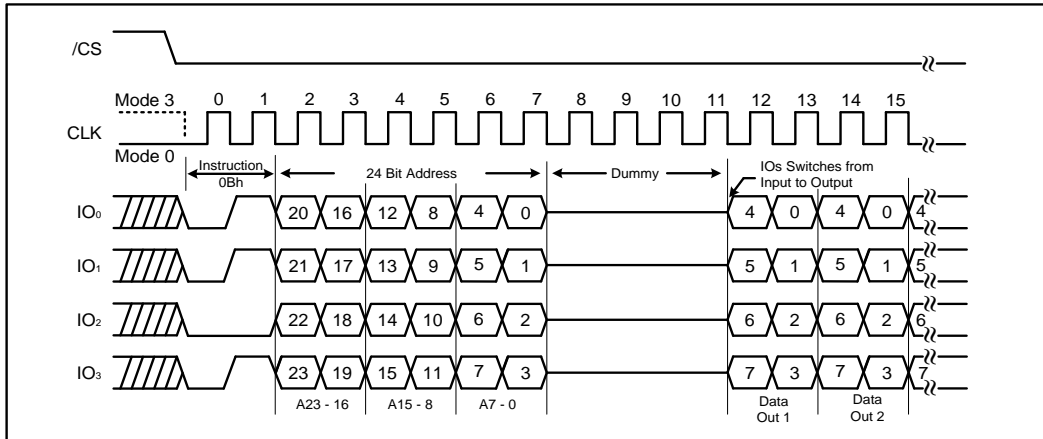 /CS
Mode 3
0 1 2 3 4 5 6 7 8 9 10 11 12 13 14 15
CLK
Mode 0
Instruction
0Bh
24 Bit Address
Dummy
IOs Switches from
Input to Output
IO0 20 16 12 8 4 0 4 0 4 0 4
IO1 21 17 13 9 5 1 5 1 5 1 5
IO2 22 18 14 10 6 2 6 2 6 2 6
IO3 23 19 15 11 7 3 7 3 7 3 7
A23 - 16 A15 - 8 A7 - 0
Data
Out 1
Data
Out 2